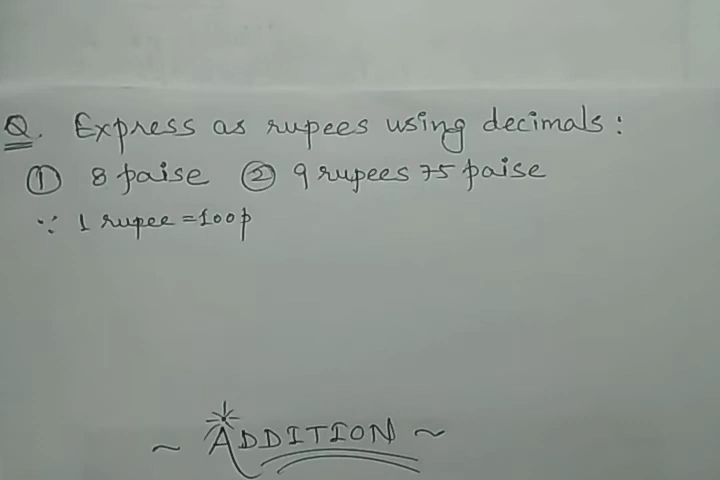 Q. Express as rupees using decimals:
① 8 paise ② 9 rupees 75 paise
∵ 1 rupee = 100p
~ ADDITION ~